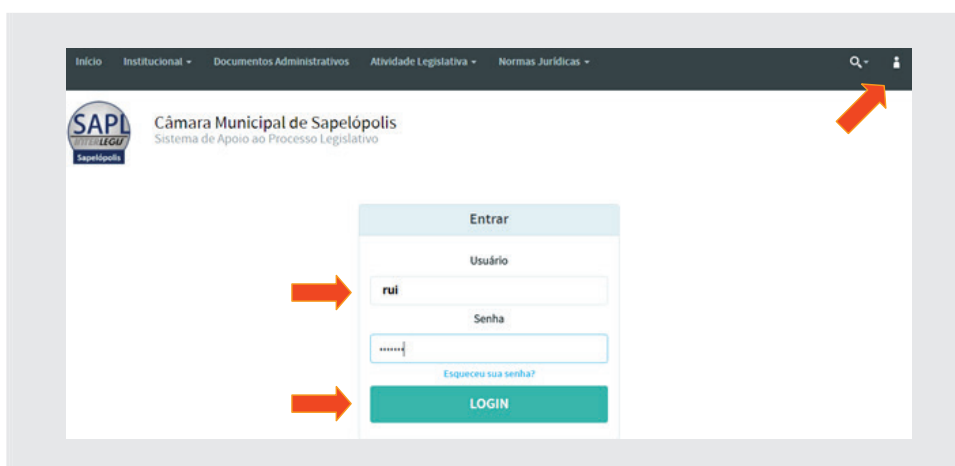 Início Institucional Documentos Administrativos Atividade Legislativa Normas Jurídicas
SAPL
INTERLEGIS
Sapelópolis
Câmara Municipal de Sapelópolis
Sistema de Apoio ao Processo Legislativo
Entrar
Usuário
rui
Senha
•••••••
Esqueceu sua senha?
LOGIN